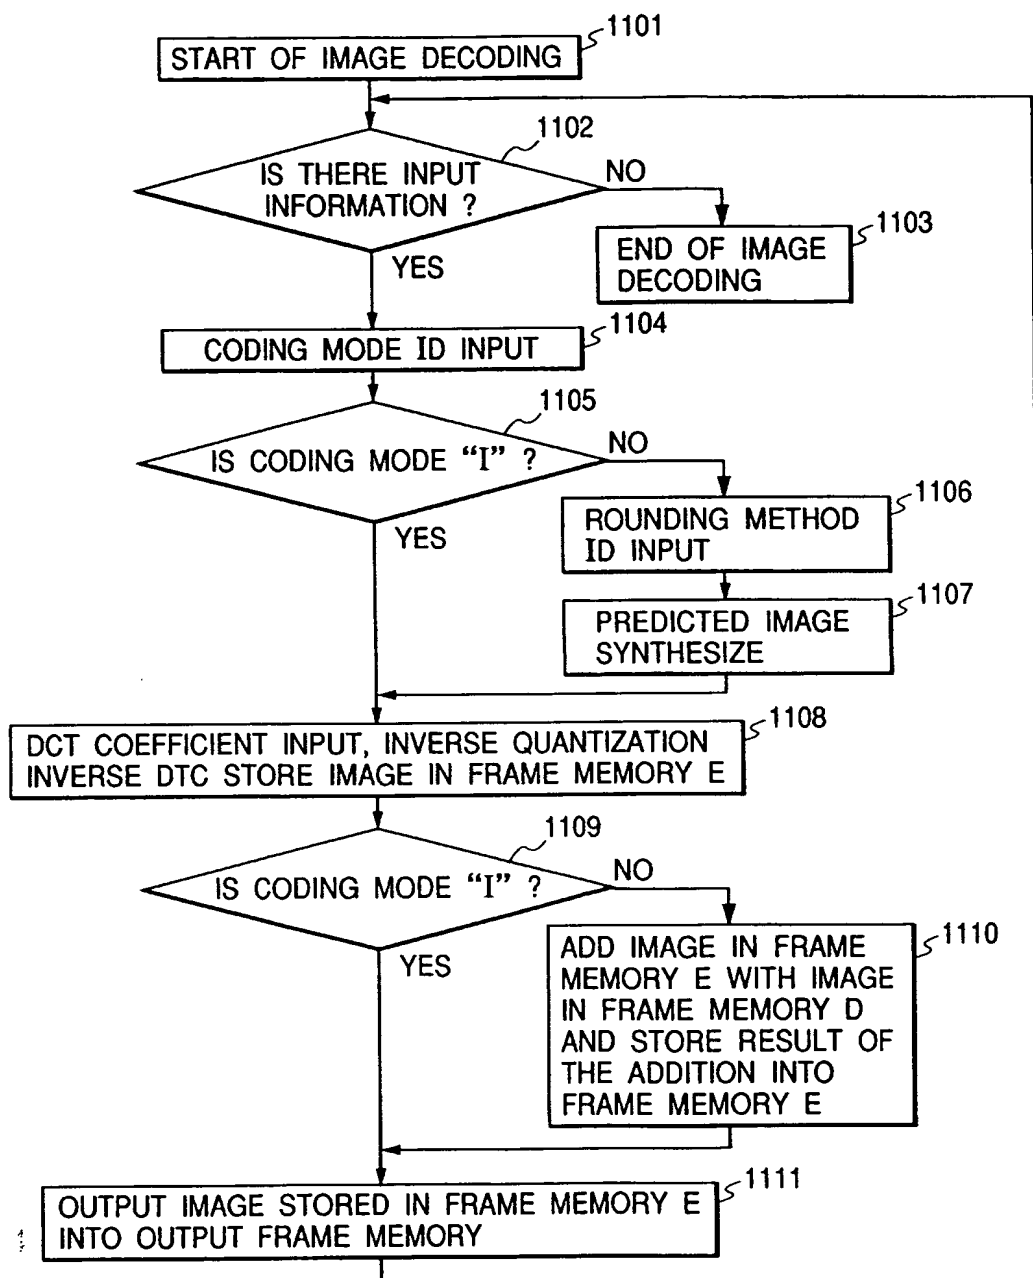 1101
START OF IMAGE DECODING
1102
IS THERE INPUT
INFORMATION ?
NO
YES
1103
END OF IMAGE
DECODING
1104
CODING MODE ID INPUT
1105
IS CODING MODE “I” ?
NO
YES
1106
ROUNDING METHOD
ID INPUT
1107
PREDICTED IMAGE
SYNTHESIZE
1108
DCT COEFFICIENT INPUT, INVERSE QUANTIZATION
INVERSE DTC STORE IMAGE IN FRAME MEMORY E
1109
IS CODING MODE “I” ?
NO
YES
1110
ADD IMAGE IN FRAME
MEMORY E WITH IMAGE
IN FRAME MEMORY D
AND STORE RESULT OF
THE ADDITION INTO
FRAME MEMORY E
1111
OUTPUT IMAGE STORED IN FRAME MEMORY E
INTO OUTPUT FRAME MEMORY